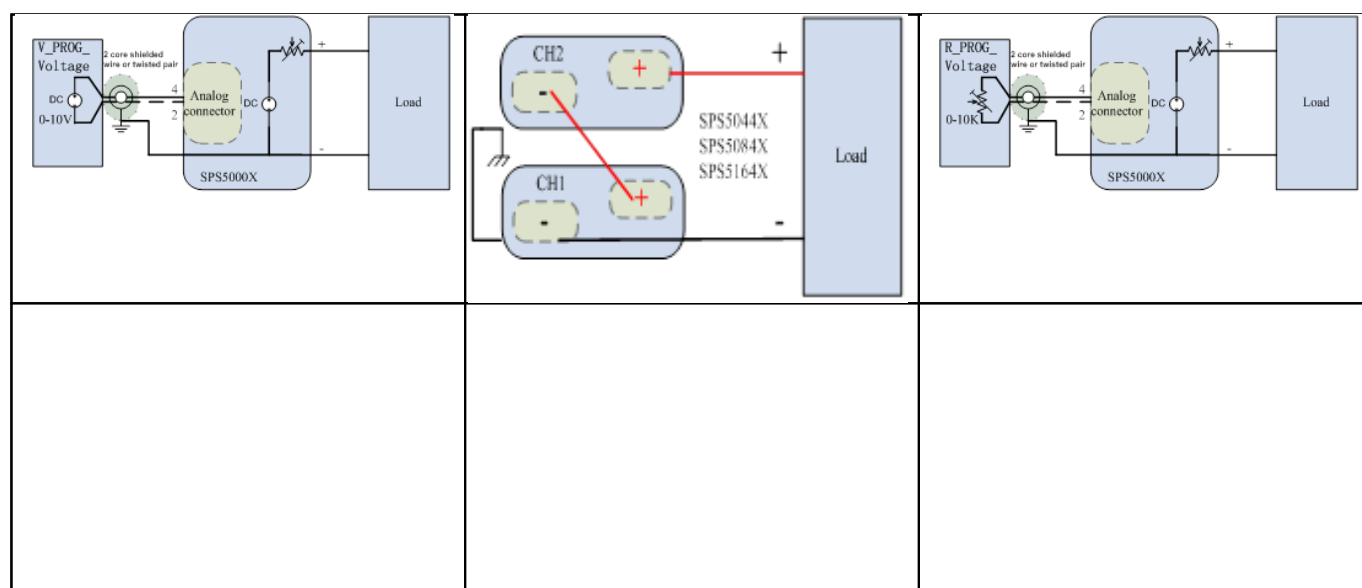 V_PROG_
Voltage
2 core shielded
wire or twisted pair
DC
0-10V
4
2
Analog
connector
DC
+
-
Load
SPS5000X
CH2
+
-
CH1
+
-
SPS5044X
SPS5084X
SPS5164X
+
-
Load
R_PROG_
Voltage
2 core shielded
wire or twisted pair
0-10K
4
2
Analog
connector
DC
+
-
Load
SPS5000X